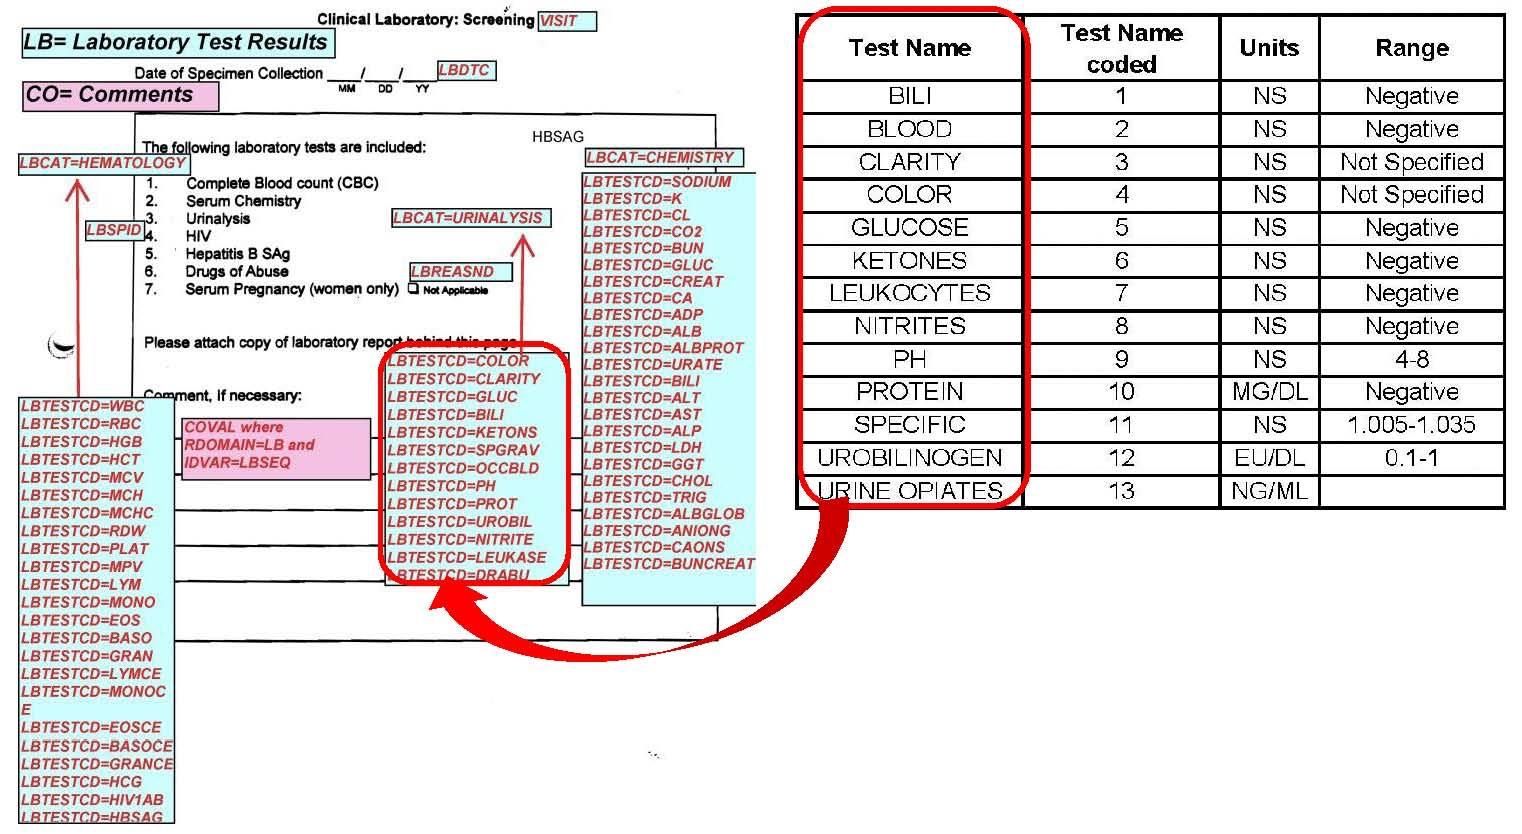 Clinical Laboratory: Screening VISIT
LB= Laboratory Test Results
Date of Specimen Collection ___/___/___ LBDTC
MM DD YY
CO= Comments
HBSAG
The following laboratory tests are included:
LBCAT=HEMATOLOGY
1. Complete Blood count (CBC)
2. Serum Chemistry
3. Urinalysis
4. HIV
5. Hepatitis B SAg
6. Drugs of Abuse
7. Serum Pregnancy (women only) ☐ Not Applicable
LBSPID
LBCAT=URINALYSIS
LBREASND
Please attach copy of laboratory report behind this page
Comment, If necessary:
LBTESTCD=WBC
LBTESTCD=RBC
LBTESTCD=HGB
LBTESTCD=HCT
LBTESTCD=MCV
LBTESTCD=MCH
LBTESTCD=MCHC
LBTESTCD=RDW
LBTESTCD=PLAT
LBTESTCD=MPV
LBTESTCD=LYM
LBTESTCD=MONO
LBTESTCD=EOS
LBTESTCD=BASO
LBTESTCD=GRAN
LBTESTCD=LYMCE
LBTESTCD=MONOC
E
LBTESTCD=EOSCE
LBTESTCD=BASOCE
LBTESTCD=GRANCE
LBTESTCD=HCG
LBTESTCD=HIV1AB
LBTESTCD=HBSAG
COVAL where
RDOMAIN=LB and
IDVAR=LBSEQ
LBTESTCD=COLOR
LBTESTCD=CLARITY
LBTESTCD=GLUC
LBTESTCD=BILI
LBTESTCD=KETONS
LBTESTCD=SPGRAV
LBTESTCD=OCCBLD
LBTESTCD=PH
LBTESTCD=PROT
LBTESTCD=UROBIL
LBTESTCD=NITRITE
LBTESTCD=LEUKASE
LBTESTCD=DRABU
LBCAT=CHEMISTRY
LBTESTCD=SODIUM
LBTESTCD=K
LBTESTCD=CL
LBTESTCD=CO2
LBTESTCD=BUN
LBTESTCD=GLUC
LBTESTCD=CREAT
LBTESTCD=CA
LBTESTCD=ADP
LBTESTCD=ALB
LBTESTCD=ALBPROT
LBTESTCD=URATE
LBTESTCD=BILI
LBTESTCD=ALT
LBTESTCD=AST
LBTESTCD=ALP
LBTESTCD=LDH
LBTESTCD=GGT
LBTESTCD=CHOL
LBTESTCD=TRIG
LBTESTCD=ALBGLOB
LBTESTCD=ANIONG
LBTESTCD=CAONS
LBTESTCD=BUNCREAT
Test Name Test Name coded Units Range
BILI 1 NS Negative
BLOOD 2 NS Negative
CLARITY 3 NS Not Specified
COLOR 4 NS Not Specified
GLUCOSE 5 NS Negative
KETONES 6 NS Negative
LEUKOCYTES 7 NS Negative
NITRITES 8 NS Negative
PH 9 NS 4-8
PROTEIN 10 MG/DL Negative
SPECIFIC 11 NS 1.005-1.035
UROBILINOGEN 12 EU/DL 0.1-1
URINE OPIATES 13 NG/ML